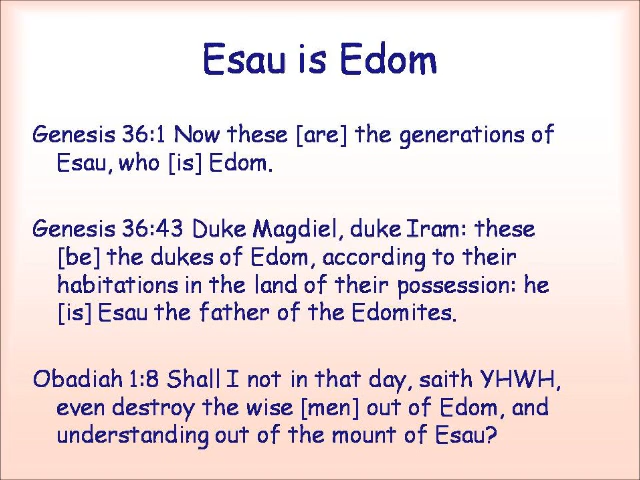 Esau is Edom
Genesis 36:1 Now these [are] the generations of
Esau, who [is] Edom.
Genesis 36:43 Duke Magdiel, duke Iram: these
[be] the dukes of Edom, according to their
habitations in the land of their possession: he
[is] Esau the father of the Edomites.
Obadiah 1:8 Shall I not in that day, saith YHWH,
even destroy the wise [men] out of Edom, and
understanding out of the mount of Esau?